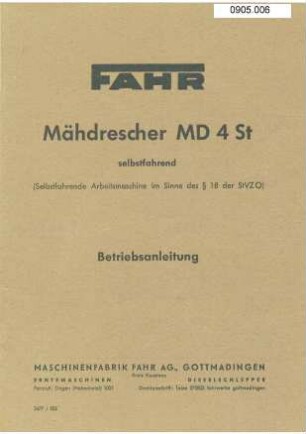 0905.006
FAHR
Mähdrescher MD 4 St
selbstfahrend
(Selbstfahrende Arbeitsmaschine im Sinne des § 18 der StVZO)
Betriebsanleitung
MASCHINENFABRIK FAHR AG., GOTTMADINGEN
ERNTEMASCHINEN DIESELSCHLEPPER